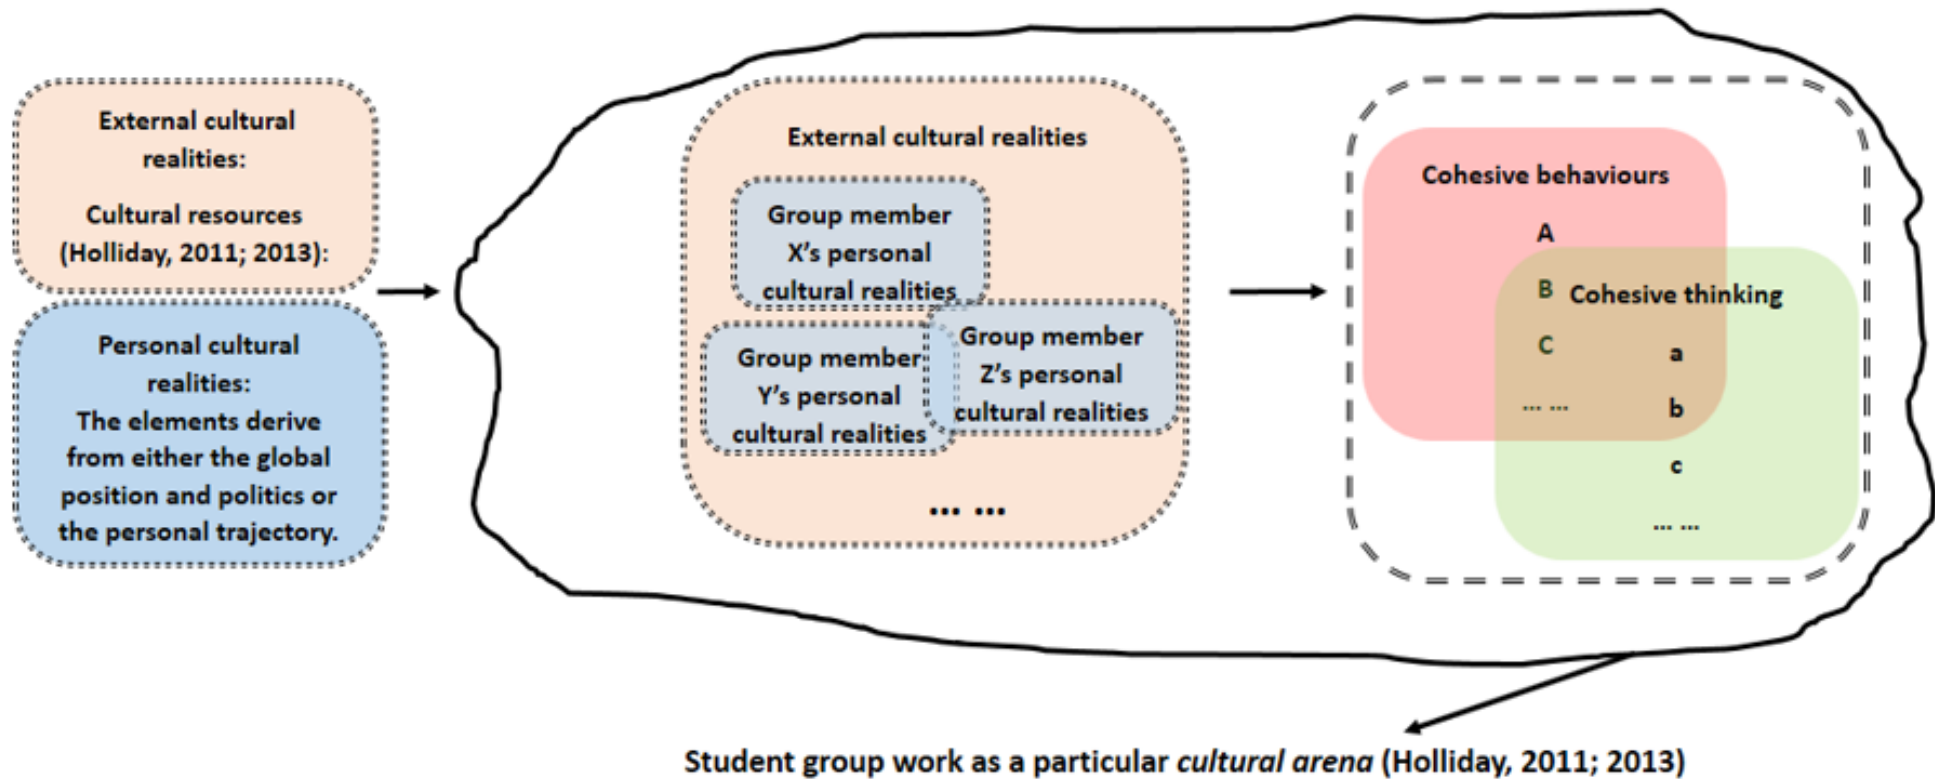 External cultural
realities:
Cultural resources
(Holliday, 2011; 2013):
Personal cultural
realities:
The elements derive
from either the global
position and politics or
the personal trajectory.
External cultural realities
Group member
X's personal
cultural realities
Group member
Y's personal
cultural realities
Group member
Z's personal
cultural realities
... ...
Cohesive behaviours
A
B
C
... ...
Cohesive thinking
a
b
c
... ...
Student group work as a particular cultural arena (Holliday, 2011; 2013)